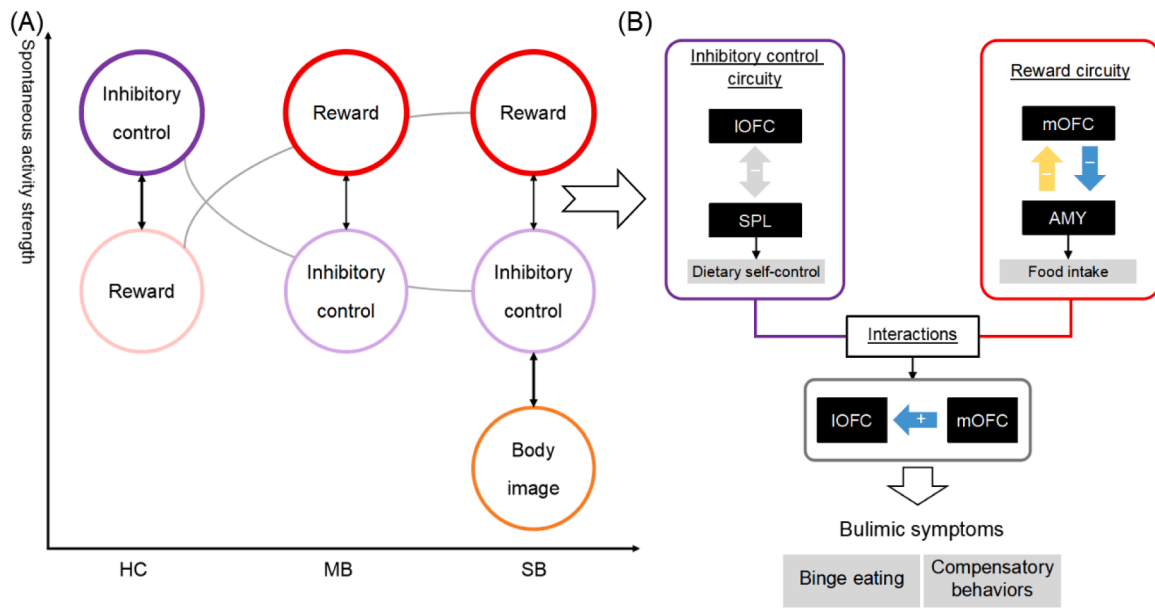 (A)
Spontaneous activity strength
Inhibitory
control
Reward
Reward
Inhibitory
control
Reward
Inhibitory
control
Body
image
HC
MB
SB
(B)
Inhibitory control
circuity
lOFC
–
SPL
Dietary self-control
Reward circuity
mOFC
–
–
AMY
Food intake
Interactions
lOFC
+
mOFC
Bulimic symptoms
Binge eating
Compensatory
behaviors